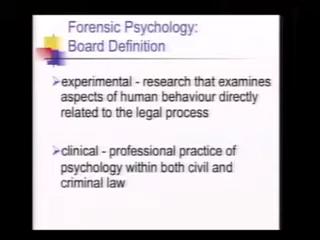 Forensic Psychology:
Board Definition
experimental - research that examines
aspects of human behaviour directly
related to the legal process
clinical - professional practice of
psychology within both civil and
criminal law